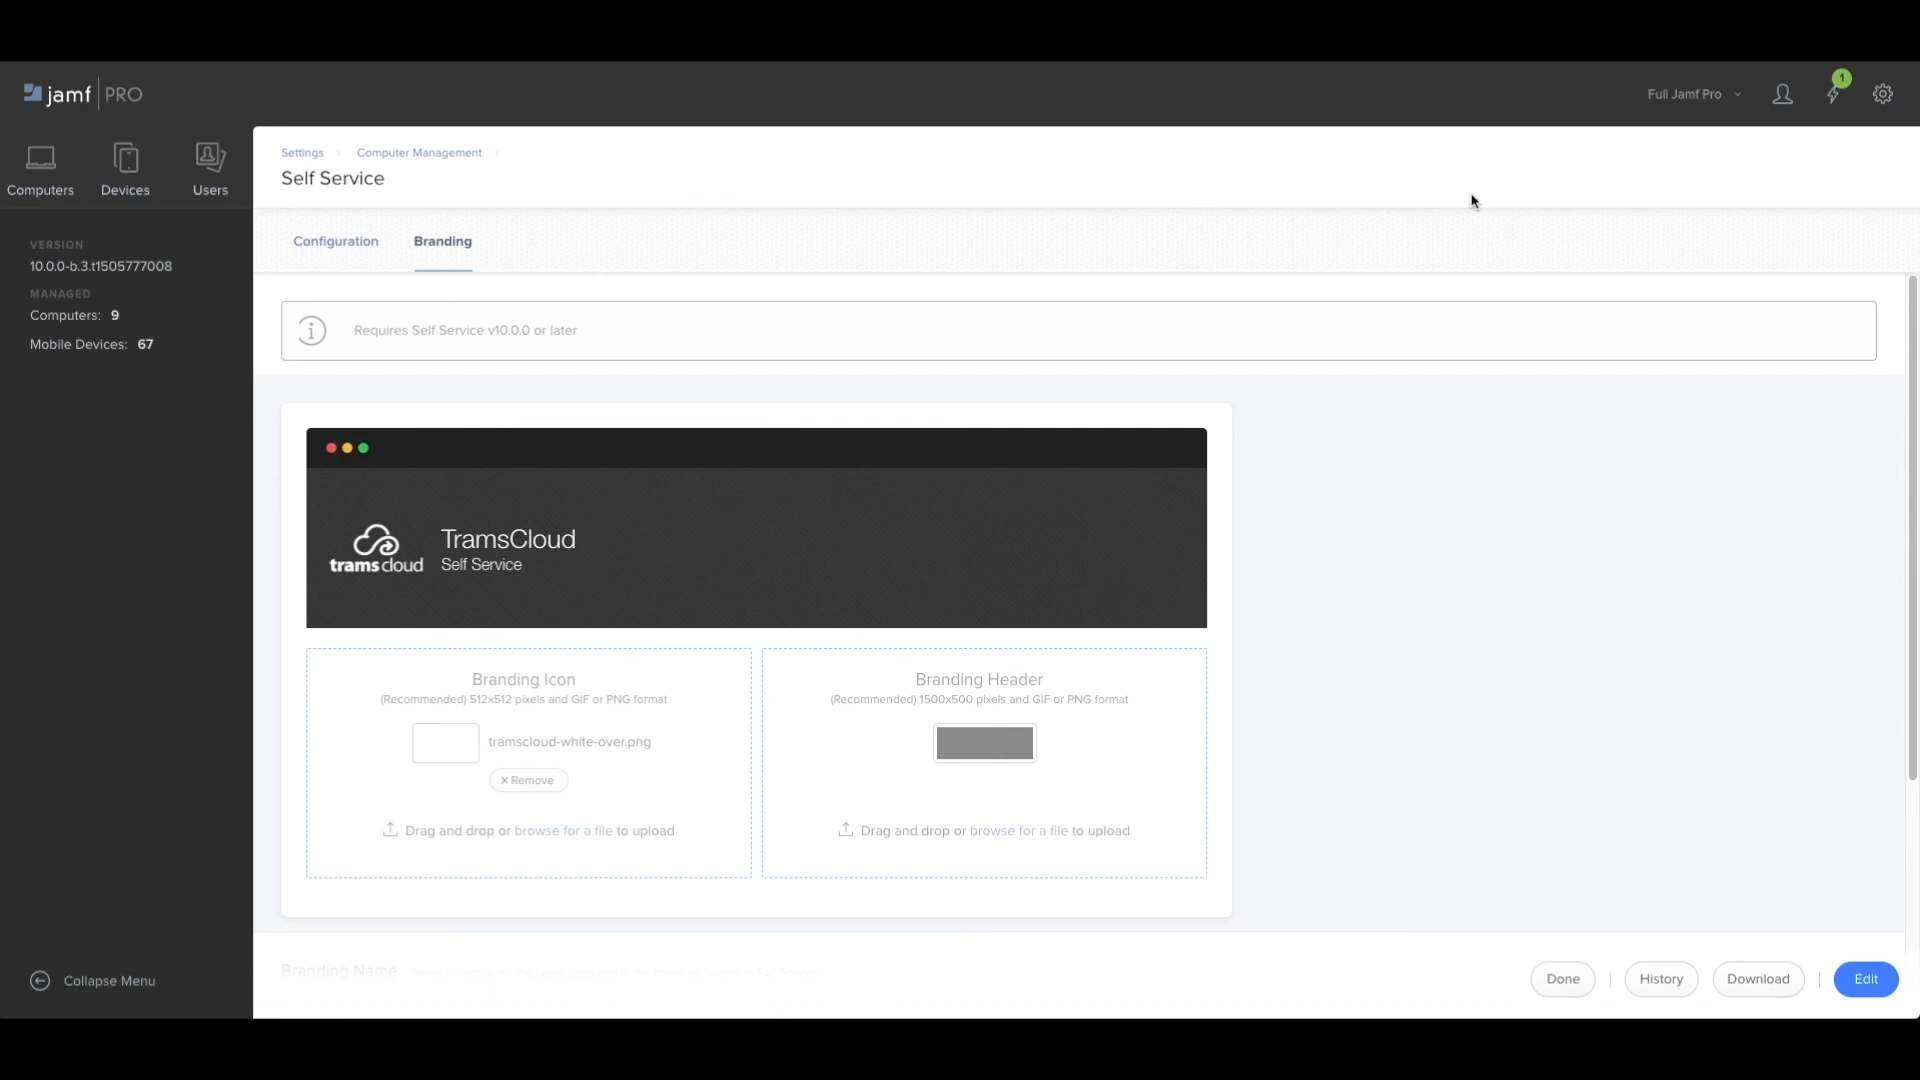 jamf PRO
Full Jamf Pro
1
Computers
Devices
Users
VERSION
10.0.0-b.3.t1505777008
MANAGED
Computers: 9
Mobile Devices: 67
Collapse Menu
Settings
Computer Management
Self Service
Configuration
Branding
Requires Self Service v10.0.0 or later
tramscloud
TramsCloud
Self Service
Branding Icon
(Recommended) 512x512 pixels and GIF or PNG format
tramscloud-white-over.png
× Remove
Drag and drop or browse for a file to upload
Branding Header
(Recommended) 1500x500 pixels and GIF or PNG format
Drag and drop or browse for a file to upload
Branding Name
Done
History
Download
Edit